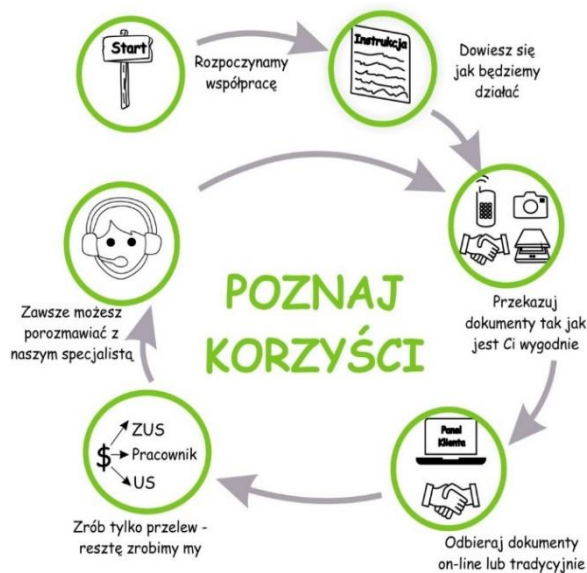 Start
Rozpoczynamy
współpracę
Instrukcja
Dowiesz się
jak będziemy
działać
Przekazuj
dokumenty tak jak
jest Ci wygodnie
Panel
Klienta
Odbieraj dokumenty
on-line lub tradycyjnie
$
ZUS
Pracownik
US
Zrób tylko przelew -
resztę zrobimy my
Zawsze możesz
porozmawiać z
naszym specjalistą
POZNAJ
KORZYŚCI